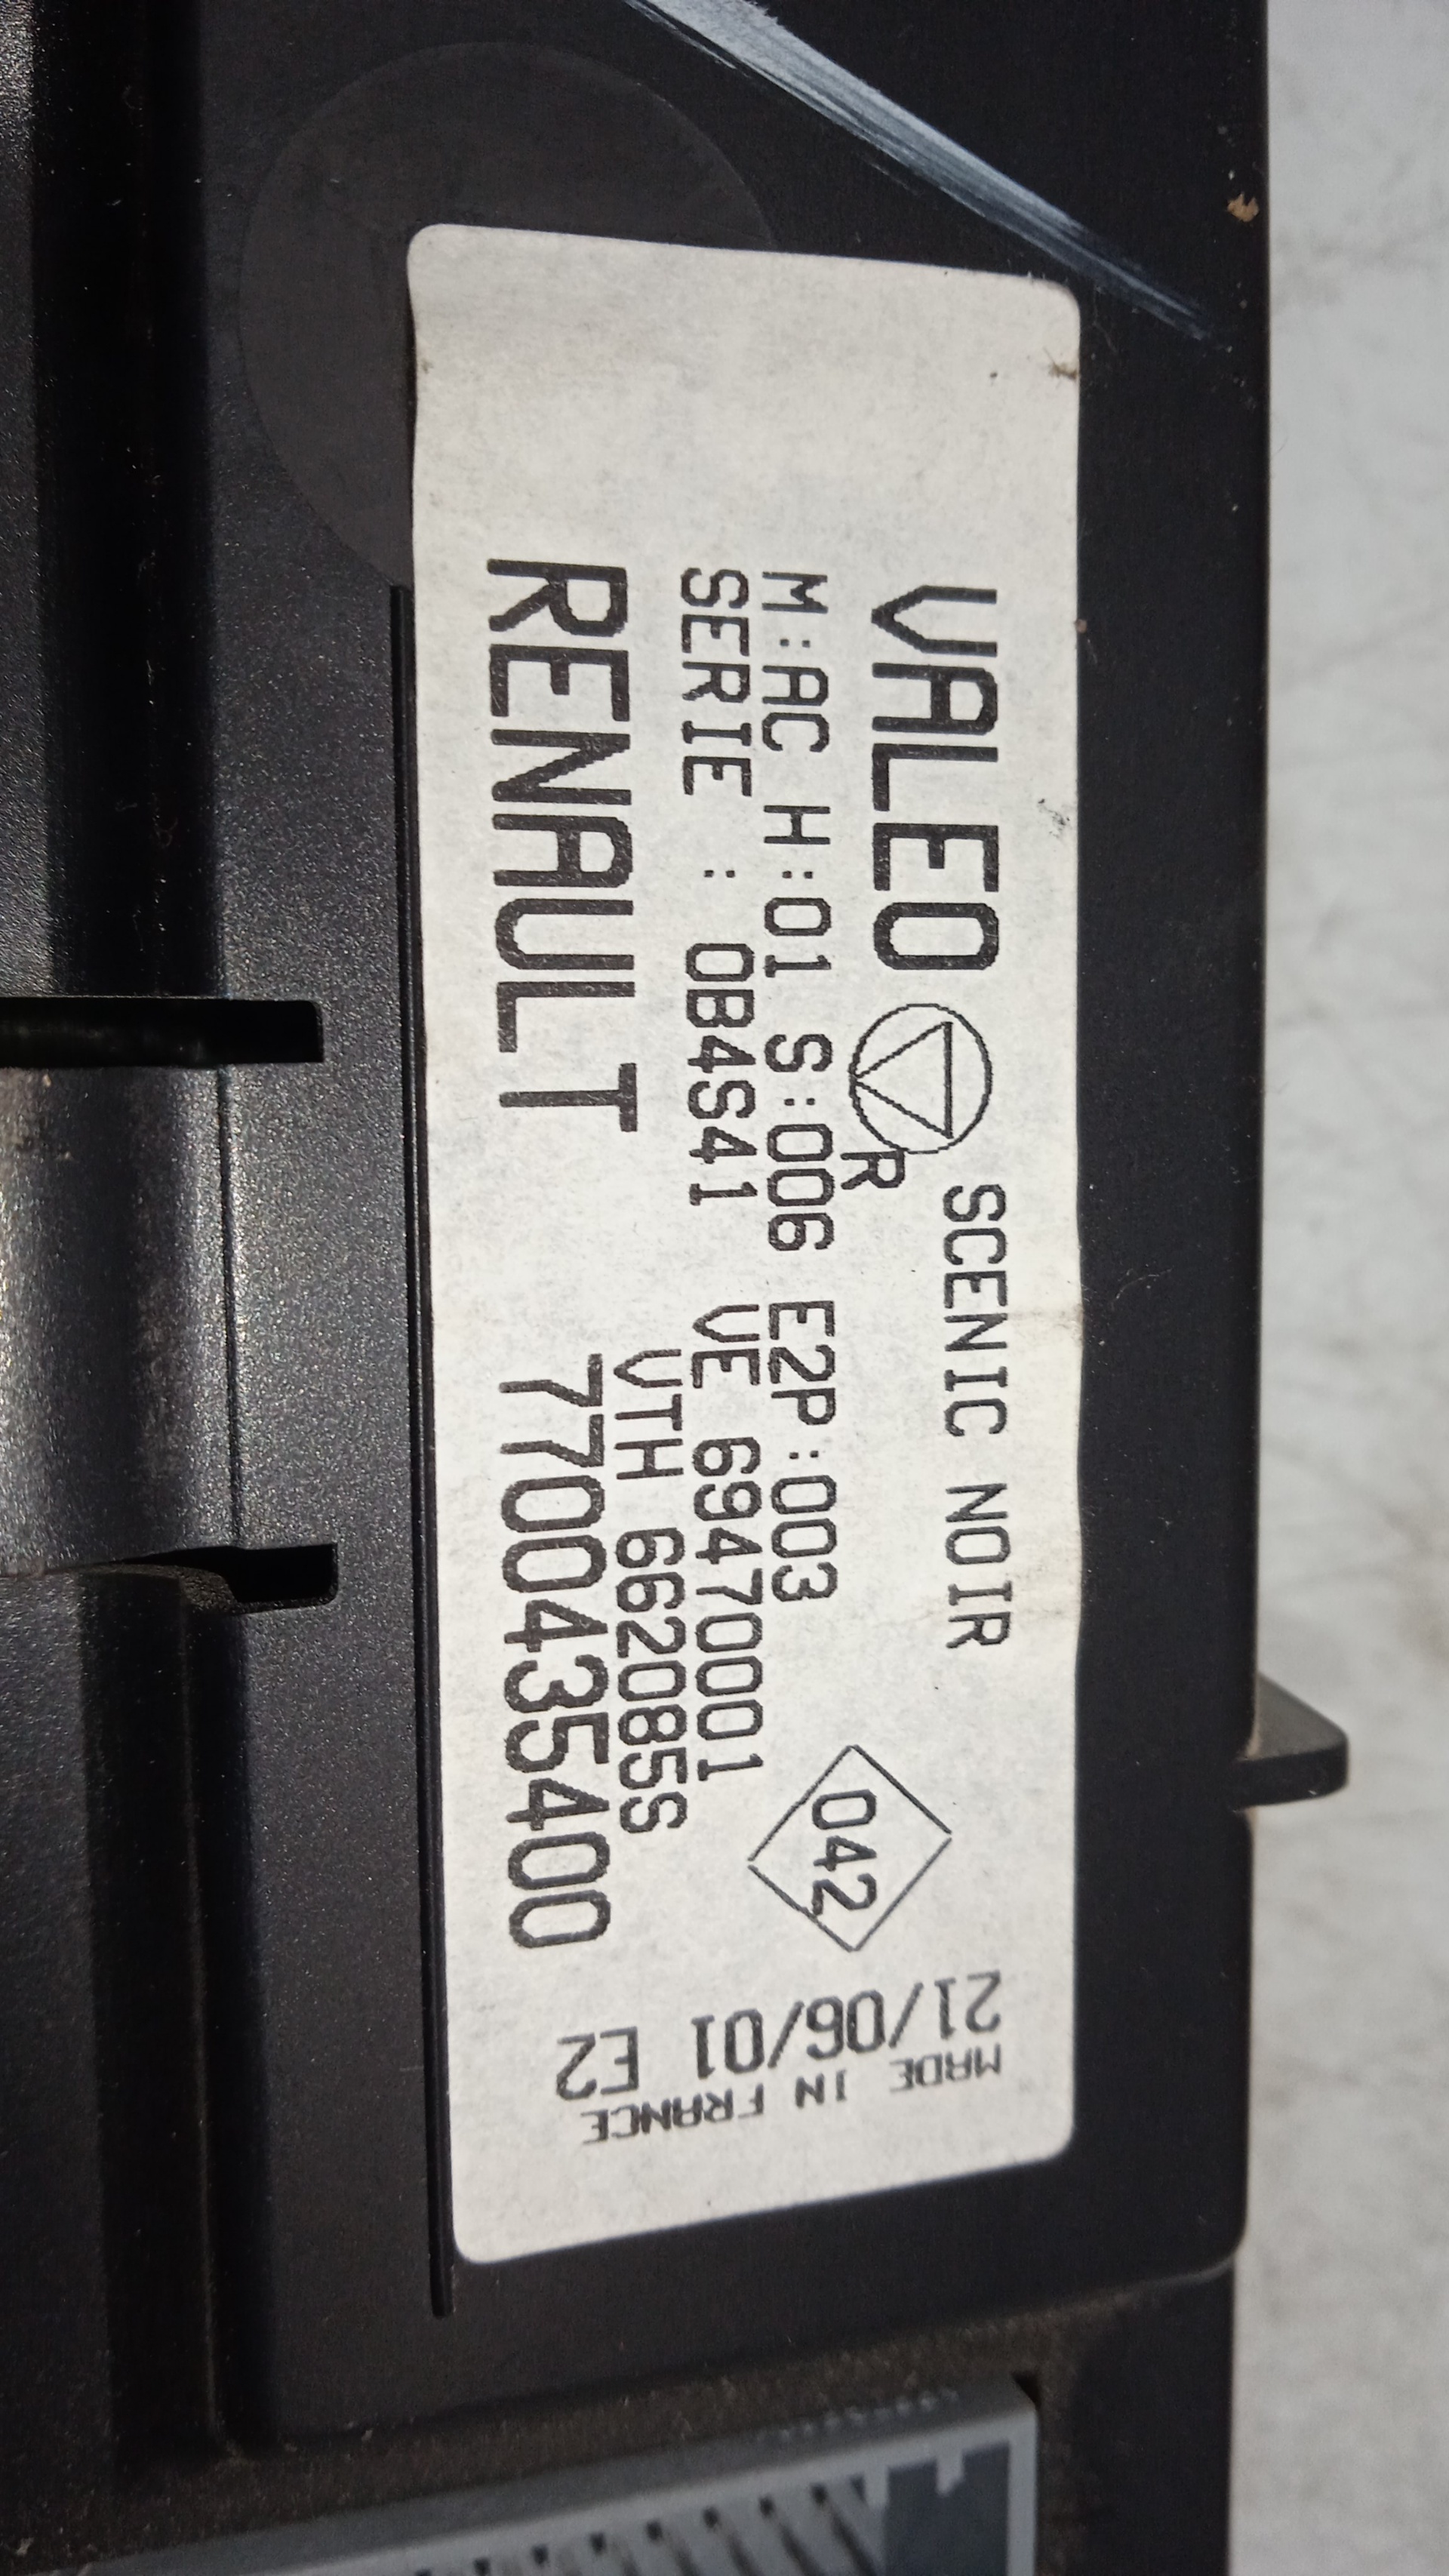 VALEO R SCENIC NOIR
M:AC H:01 S:006 E2P:003
SERIE : 0B4S41 VE 69470001
VTH 662085S
RENAULT 7700435400
042
MADE IN FRANCE
21/06/01 E2